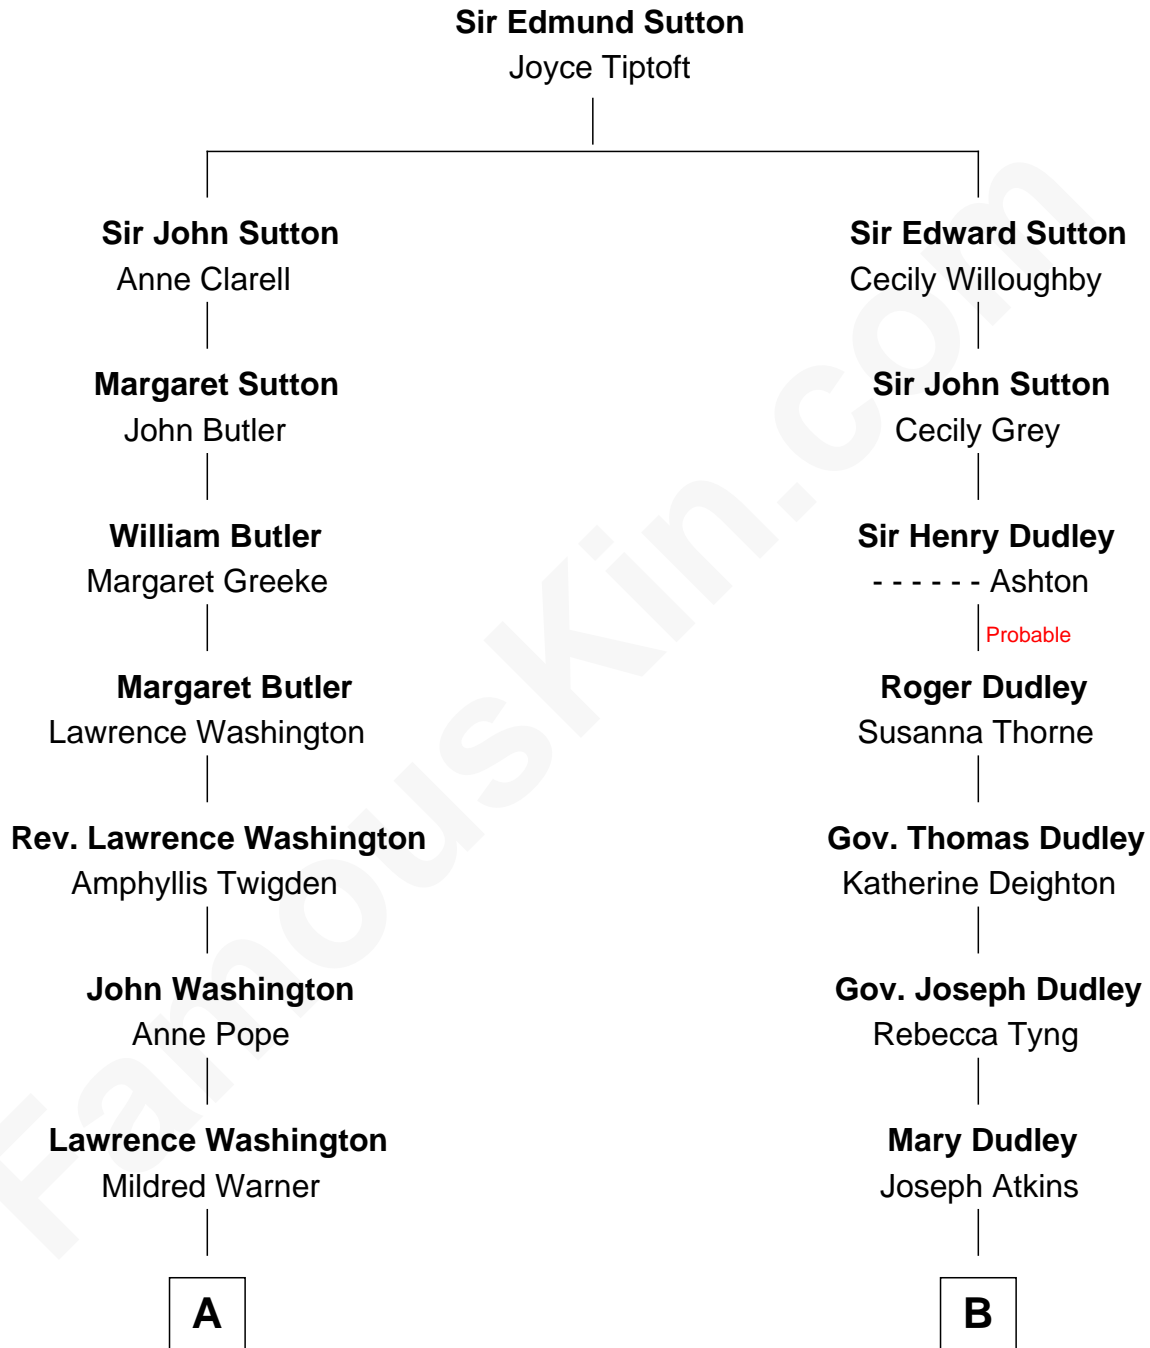 Sir Edmund Sutton
Joyce Tiptoft
Sir John Sutton
Anne Clarell
Margaret Sutton
John Butler
William Butler
Margaret Greeke
Margaret Butler
Lawrence Washington
Rev. Lawrence Washington
Amphyllis Twigden
John Washington
Anne Pope
Lawrence Washington
Mildred Warner
A
Sir Edward Sutton
Cecily Willoughby
Sir John Sutton
Cecily Grey
Sir Henry Dudley
- - - - - - Ashton
Probable
Roger Dudley
Susanna Thorne
Gov. Thomas Dudley
Katherine Deighton
Gov. Joseph Dudley
Rebecca Tyng
Mary Dudley
Joseph Atkins
B
FamousKin.com